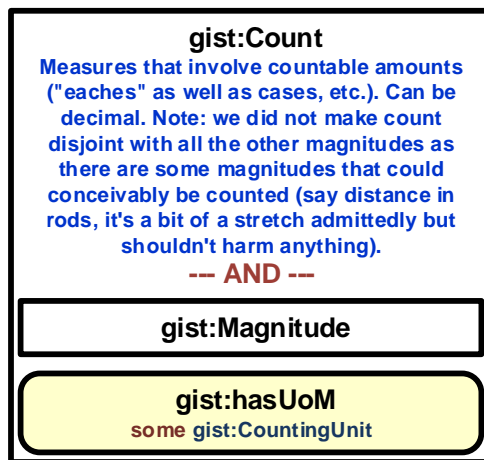 gist:Count
Measures that involve countable amounts
("eaches" as well as cases, etc.). Can be
decimal. Note: we did not make count
disjoint with all the other magnitudes as
there are some magnitudes that could
conceivably be counted (say distance in
rods, it's a bit of a stretch admittedly but
shouldn't harm anything).
--- AND ---
gist:Magnitude
gist:hasUoM
some gist:CountingUnit